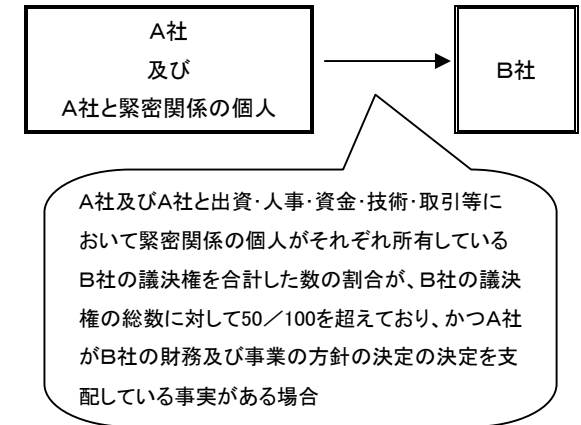 A社
及び
A社と緊密関係の個人
B社
A社及びA社と出資・人事・資金・技術・取引等に
おいて緊密関係の個人がそれぞれ所有している
B社の議決権を合計した数の割合が、B社の議決
権の総数に対して50／100を超えており、かつA社
がB社の財務及び事業の方針の決定の決定を支
配している事実がある場合